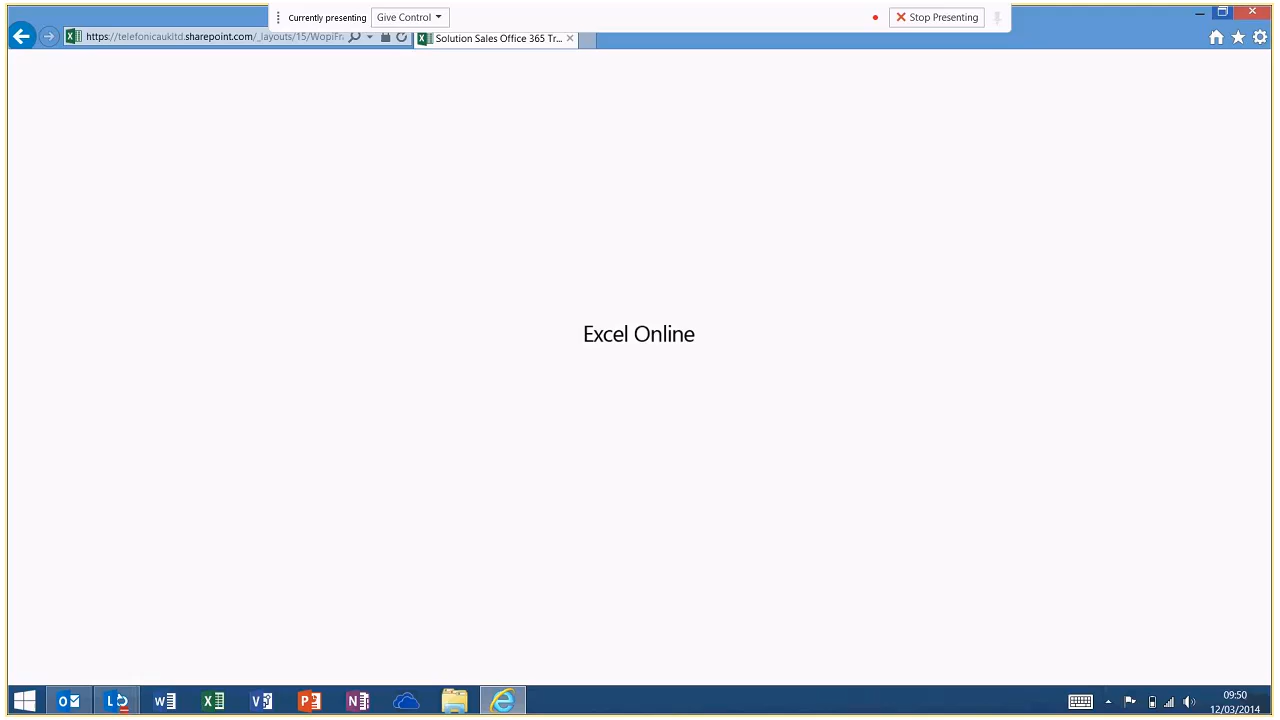 Currently presenting Give Control Stop Presenting
https://telefonicaukltd.sharepoint.com/_layouts/15/WopiFr Solution Sales Office 365 Tr...
Excel Online
09:50
12/03/2014